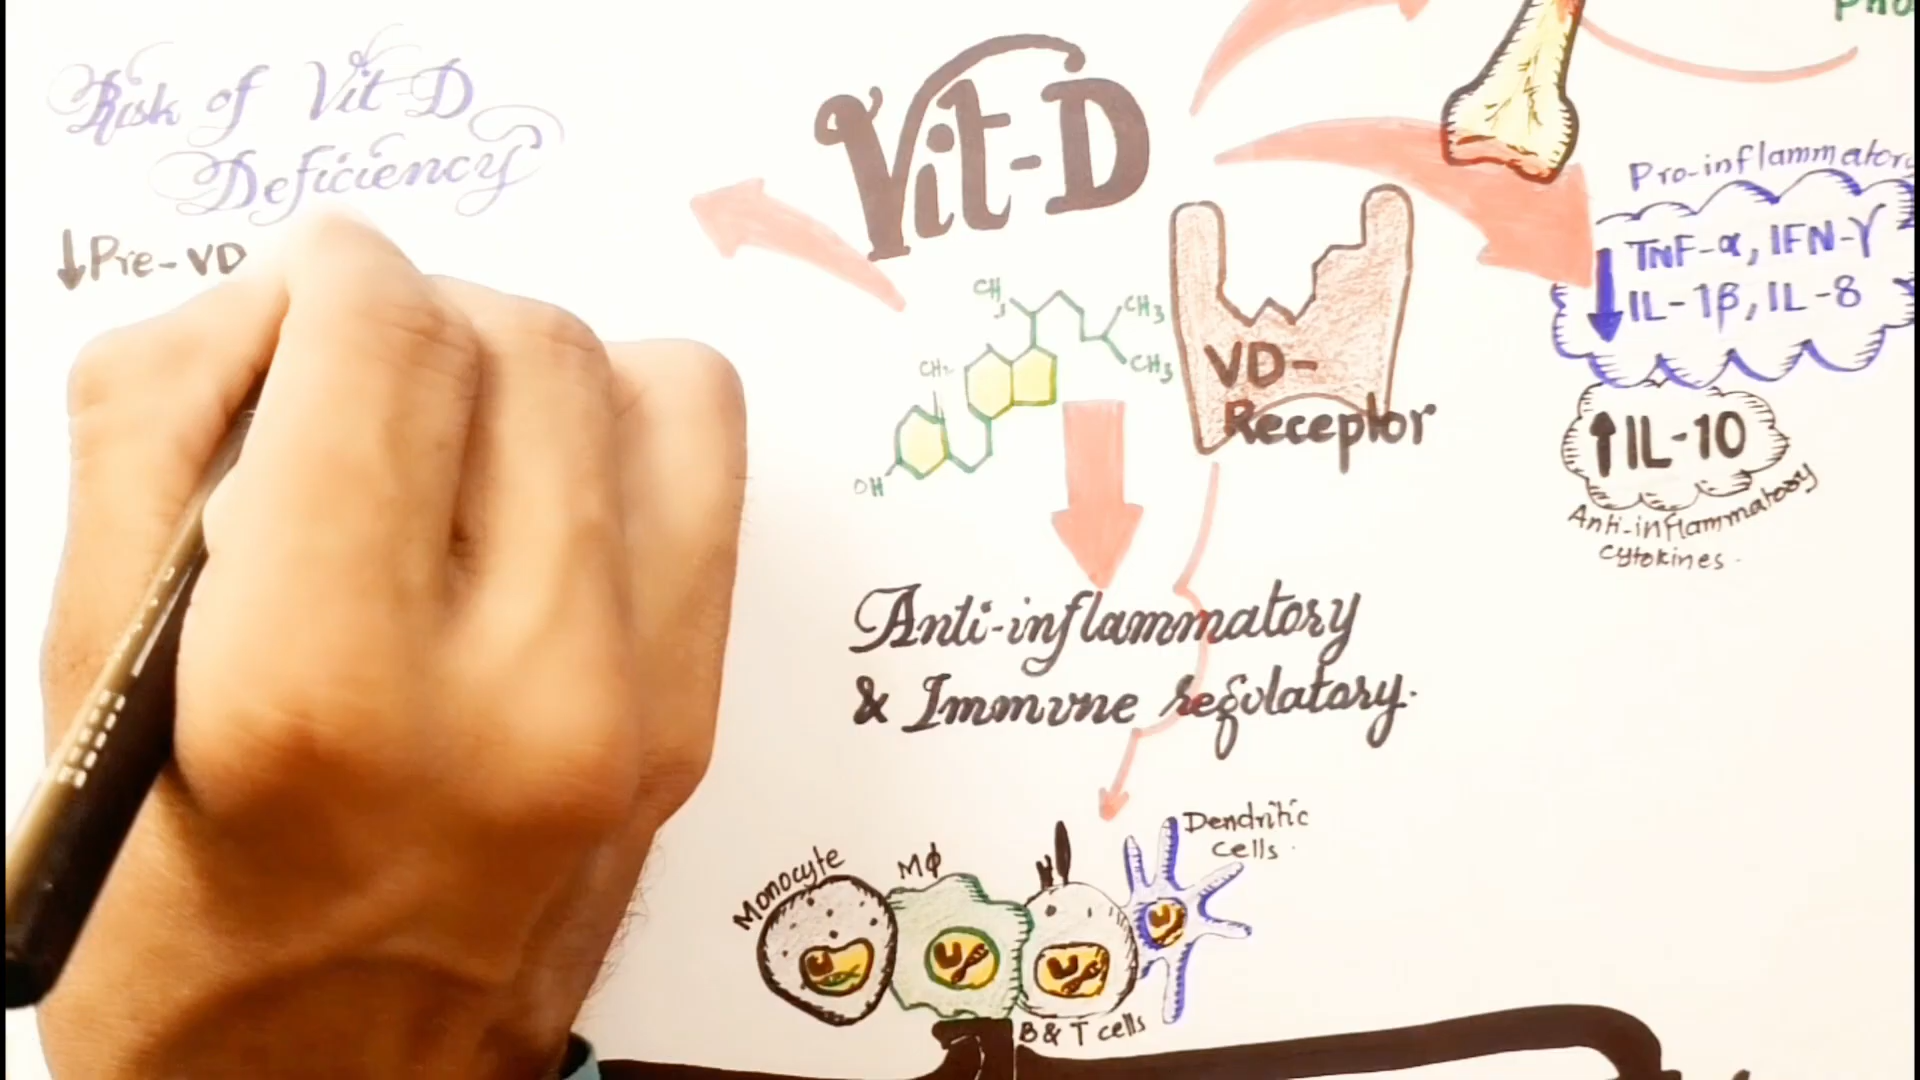 Risk of Vit-D
Deficiency
↓Pre-VD
Vit-D
CH3
CH3
CH3
CH2
OH
VD-
Receptor
Pro-inflammatory
↓TNF-α, IFN-γ
IL-1β, IL-8
↑IL-10
Anti-inflammatory
cytokines.
Anti-inflammatory
& Immune regulatory.
Monocyte
MΦ
B & T cells
Dendritic
cells.